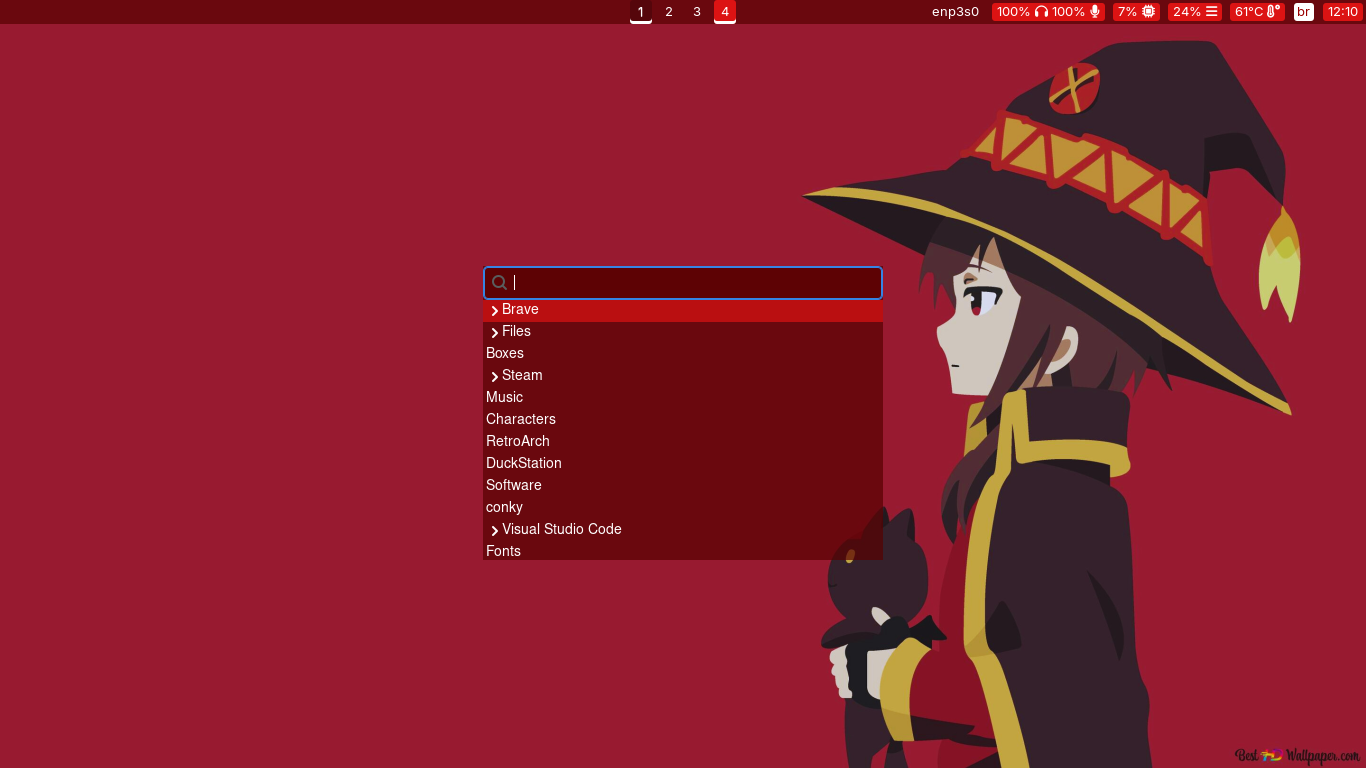 1 2 3 4 enp3s0 100% 100% 7% 24% 61°C br 12:10
Brave
Files
Boxes
Steam
Music
Characters
RetroArch
DuckStation
Software
conky
Visual Studio Code
Fonts
Best HD Wallpaper.com